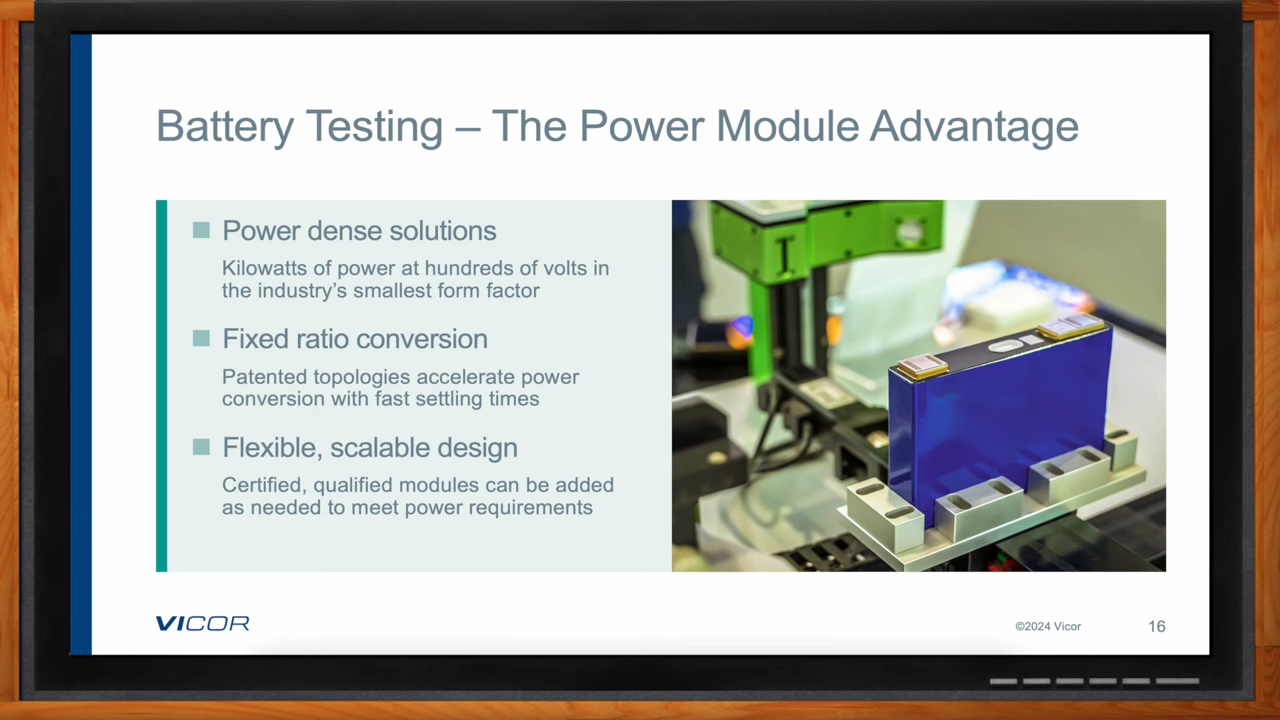 Battery Testing – The Power Module Advantage
Power dense solutions
Kilowatts of power at hundreds of volts in
the industry's smallest form factor
Fixed ratio conversion
Patented topologies accelerate power
conversion with fast settling times
Flexible, scalable design
Certified, qualified modules can be added
as needed to meet power requirements
VICOR
©2024 Vicor
16